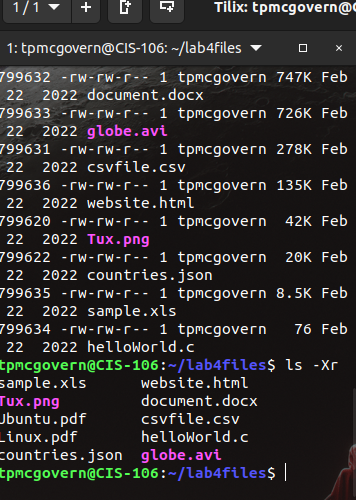 1 / 1
Tilix: tpmcgovern@C
1: tpmcgovern@CIS-106: ~/lab4files
799632 -rw-rw-r-- 1 tpmcgovern 747K Feb
22  2022 document.docx
799633 -rw-rw-r-- 1 tpmcgovern 726K Feb
22  2022 globe.avi
799631 -rw-rw-r-- 1 tpmcgovern 278K Feb
22  2022 csvfile.csv
799636 -rw-rw-r-- 1 tpmcgovern 135K Feb
22  2022 website.html
799620 -rw-rw-r-- 1 tpmcgovern  42K Feb
22  2022 Tux.png
799622 -rw-rw-r-- 1 tpmcgovern  20K Feb
22  2022 countries.json
799635 -rw-rw-r-- 1 tpmcgovern 8.5K Feb
22  2022 sample.xls
799634 -rw-rw-r-- 1 tpmcgovern   76 Feb
22  2022 helloWorld.c
tpmcgovern@CIS-106:~/lab4files$ ls -Xr
sample.xls      website.html
Tux.png         document.docx
Ubuntu.pdf      csvfile.csv
Linux.pdf       helloWorld.c
countries.json  globe.avi
tpmcgovern@CIS-106:~/lab4files$